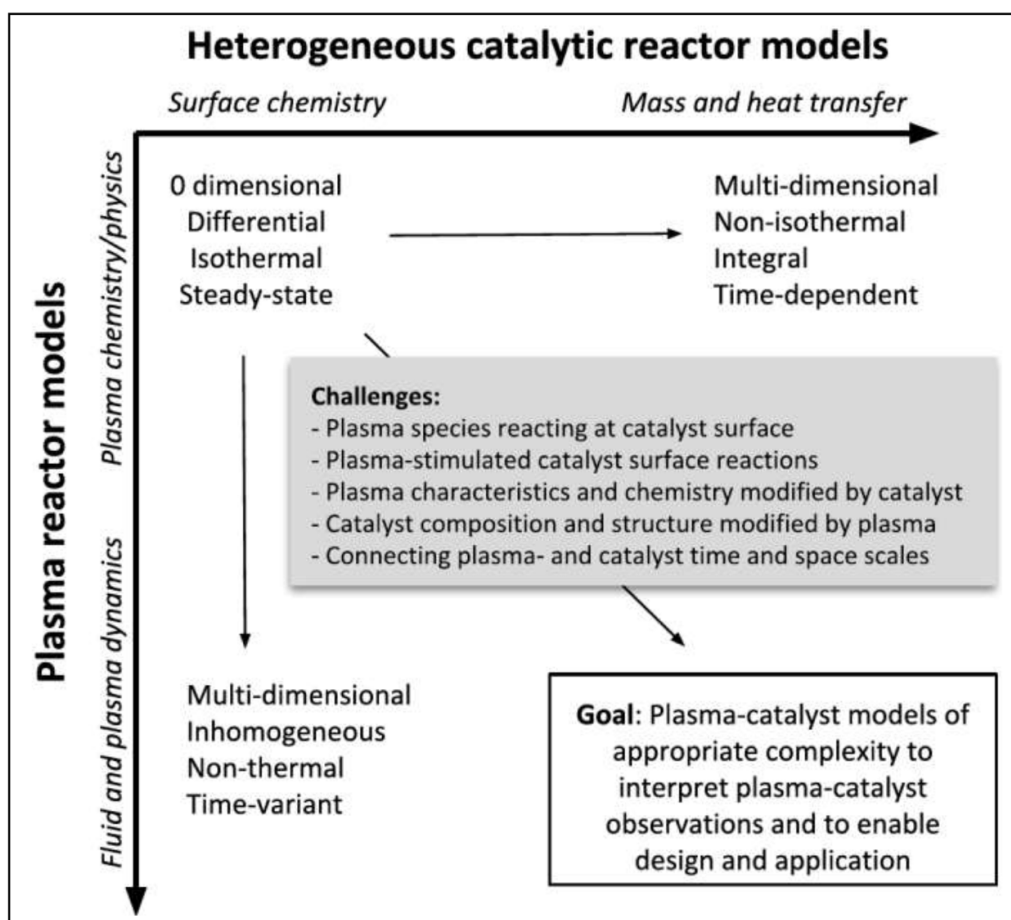 Heterogeneous catalytic reactor models
Surface chemistry
Mass and heat transfer
Plasma reactor models
Plasma chemistry/physics
Fluid and plasma dynamics
0 dimensional
Differential
Isothermal
Steady-state
Multi-dimensional
Non-isothermal
Integral
Time-dependent
Challenges:
- Plasma species reacting at catalyst surface
- Plasma-stimulated catalyst surface reactions
- Plasma characteristics and chemistry modified by catalyst
- Catalyst composition and structure modified by plasma
- Connecting plasma- and catalyst time and space scales
Multi-dimensional
Inhomogeneous
Non-thermal
Time-variant
Goal: Plasma-catalyst models of
appropriate complexity to
interpret plasma-catalyst
observations and to enable
design and application